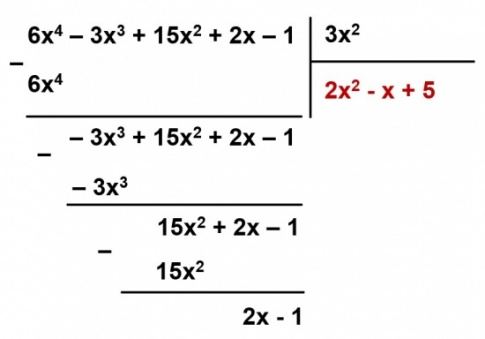 6x⁴ – 3x³ + 15x² + 2x – 1 3x²
–
6x⁴ 2x² - x + 5
– 3x³ + 15x² + 2x – 1
–
– 3x³
15x² + 2x – 1
–
15x²
2x - 1